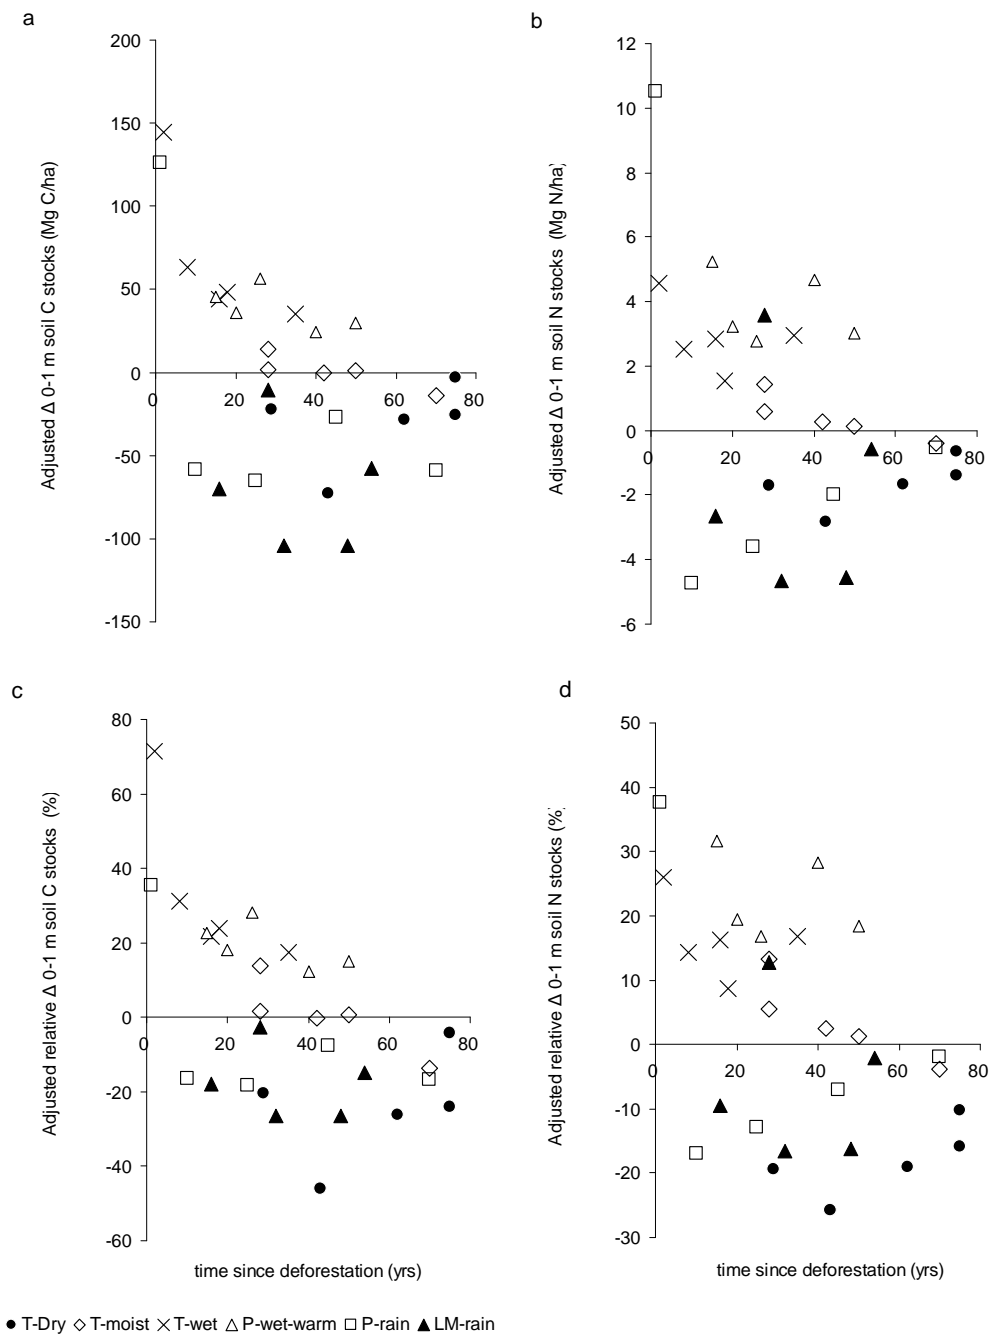 a
200
150
100
50
0
-50
-100
-150
0 20 40 60 80
Adjusted Δ 0-1 m soil C stocks (Mg C/ha)
b
12
10
8
6
4
2
0
-2
-4
-6
0 20 40 60 80
Adjusted Δ 0-1 m soil N stocks (Mg N/ha)
c
80
60
40
20
0
-20
-40
-60
0 20 40 60 80
Adjusted relative Δ 0-1 m soil C stocks (%)
time since deforestation (yrs)
d
50
40
30
20
10
0
-10
-20
-30
0 20 40 60 80
Adjusted relative Δ 0-1 m soil N stocks (%)
time since deforestation (yrs)
T-Dry T-moist T-wet P-wet-warm P-rain LM-rain